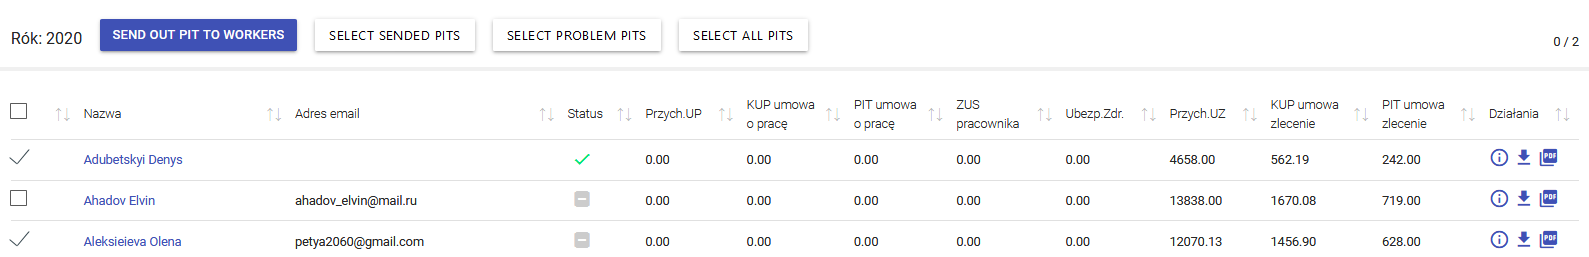 Rók: 2020 SEND OUT PIT TO WORKERS SELECT SENDED PITS SELECT PROBLEM PITS SELECT ALL PITS 0 / 2
Nazwa Adres email Status Przych.UP KUP umowa o pracę PIT umowa o pracę ZUS pracownika Ubezp.Zdr. Przych.UZ KUP umowa zlecenie PIT umowa zlecenie Działania
Adubetskyi Denys 0.00 0.00 0.00 0.00 0.00 4658.00 562.19 242.00 PDF
Ahadov Elvin ahadov_elvin@mail.ru 0.00 0.00 0.00 0.00 0.00 13838.00 1670.08 719.00 PDF
Aleksieieva Olena petya2060@gmail.com 0.00 0.00 0.00 0.00 0.00 12070.13 1456.90 628.00 PDF